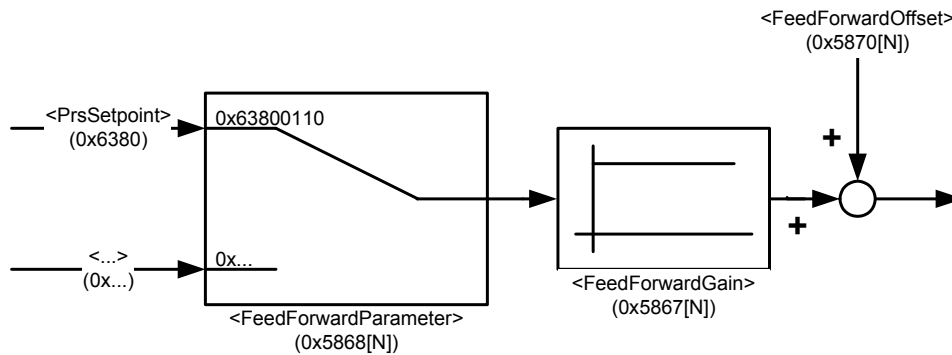 <FeedForwardOffset>
(0x5870[N])
<PrsSetpoint>
(0x6380)
0x63800110
+
+
<...>
(0x...)
0x...
<FeedForwardGain>
(0x5867[N])
<FeedForwardParameter>
(0x5868[N])